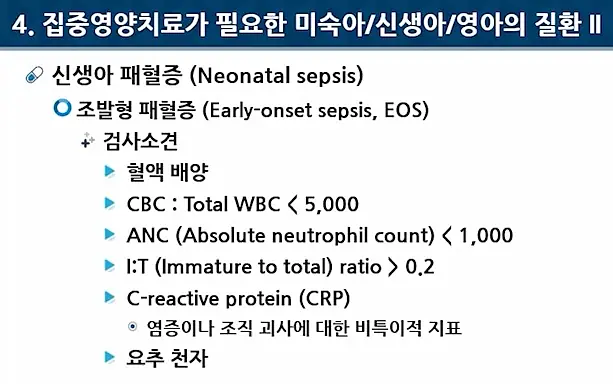 4. 집중영양치료가 필요한 미숙아/신생아/영아의 질환 II
신생아 패혈증 (Neonatal sepsis)
조발형 패혈증 (Early-onset sepsis, EOS)
검사소견
혈액 배양
CBC : Total WBC < 5,000
ANC (Absolute neutrophil count) < 1,000
I:T (Immature to total) ratio > 0.2
C-reactive protein (CRP)
염증이나 조직 괴사에 대한 비특이적 지표
요추 천자